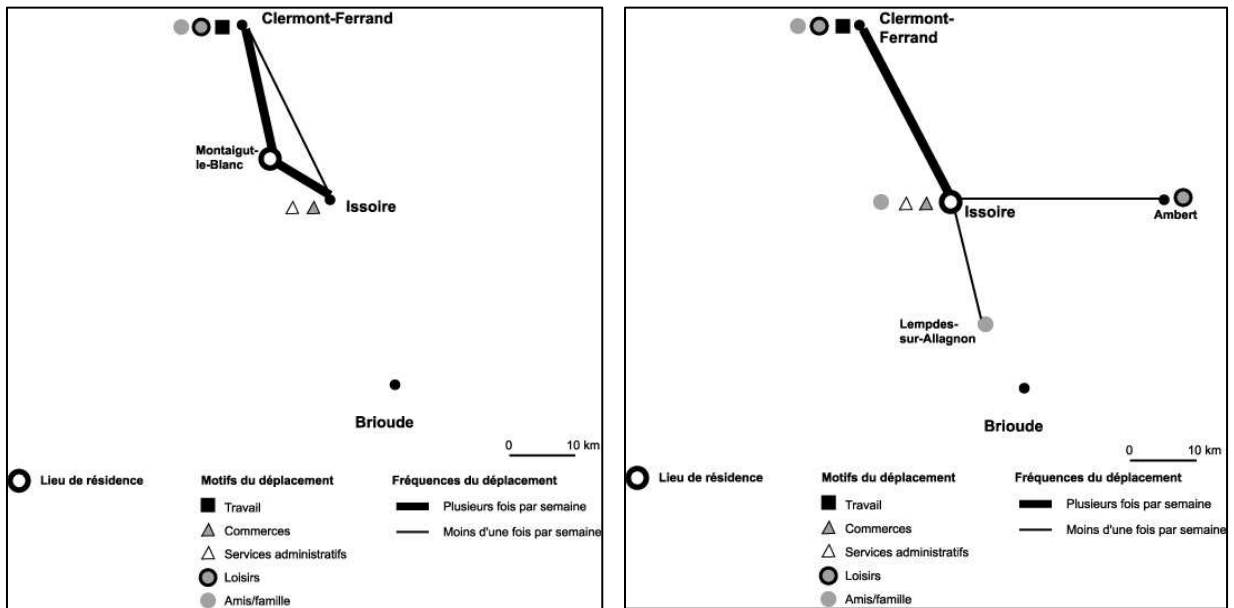 Clermont-Ferrand
Montaigut-
le-Blanc
Issoire
Brioude
0 10 km
Lieu de résidence
Motifs du déplacement
Travail
Commerces
Services administratifs
Loisirs
Amis/famille
Fréquences du déplacement
Plusieurs fois par semaine
Moins d'une fois par semaine
Clermont-
Ferrand
Issoire
Ambert
Lempdes-
sur-Allagnon
Brioude
0 10 km
Lieu de résidence
Motifs du déplacement
Travail
Commerces
Services administratifs
Loisirs
Amis/famille
Fréquences du déplacement
Plusieurs fois par semaine
Moins d'une fois par semaine